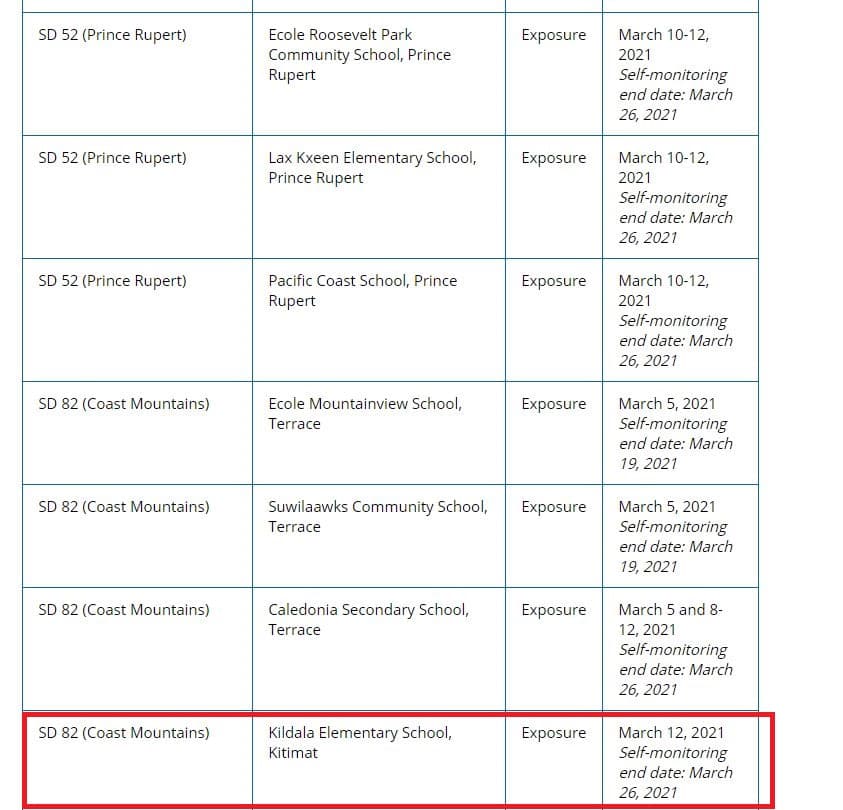 SD 52 (Prince Rupert)
Ecole Roosevelt Park
Community School, Prince
Rupert
Exposure
March 10-12,
2021
Self-monitoring
end date: March
26, 2021
SD 52 (Prince Rupert)
Lax Kxeen Elementary School,
Prince Rupert
Exposure
March 10-12,
2021
Self-monitoring
end date: March
26, 2021
SD 52 (Prince Rupert)
Pacific Coast School, Prince
Rupert
Exposure
March 10-12,
2021
Self-monitoring
end date: March
26, 2021
SD 82 (Coast Mountains)
Ecole Mountainview School,
Terrace
Exposure
March 5, 2021
Self-monitoring
end date: March
19, 2021
SD 82 (Coast Mountains)
Suwilaawks Community School,
Terrace
Exposure
March 5, 2021
Self-monitoring
end date: March
19, 2021
SD 82 (Coast Mountains)
Caledonia Secondary School,
Terrace
Exposure
March 5 and 8-
12, 2021
Self-monitoring
end date: March
26, 2021
SD 82 (Coast Mountains)
Kildala Elementary School,
Kitimat
Exposure
March 12, 2021
Self-monitoring
end date: March
26, 2021